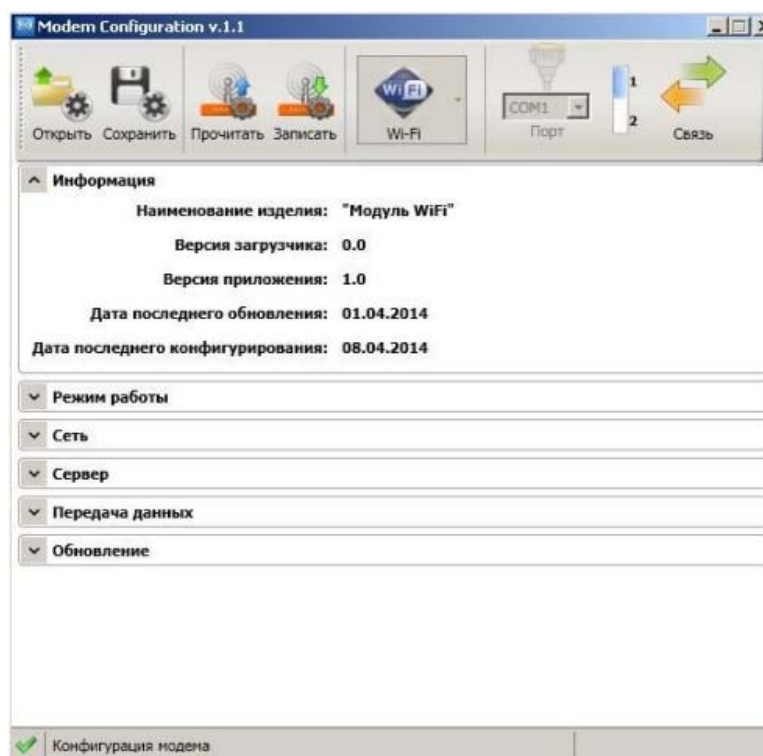 Modem Configuration v.1.1
Открыть Сохранить Прочитать Записать Wi-Fi Порт Связь
WiFi
COM1
1
2
Информация
Наименование изделия: "Модуль WiFi"
Версия загрузчика: 0.0
Версия приложения: 1.0
Дата последнего обновления: 01.04.2014
Дата последнего конфигурирования: 08.04.2014
Режим работы
Сеть
Сервер
Передача данных
Обновление
Конфигурация модема